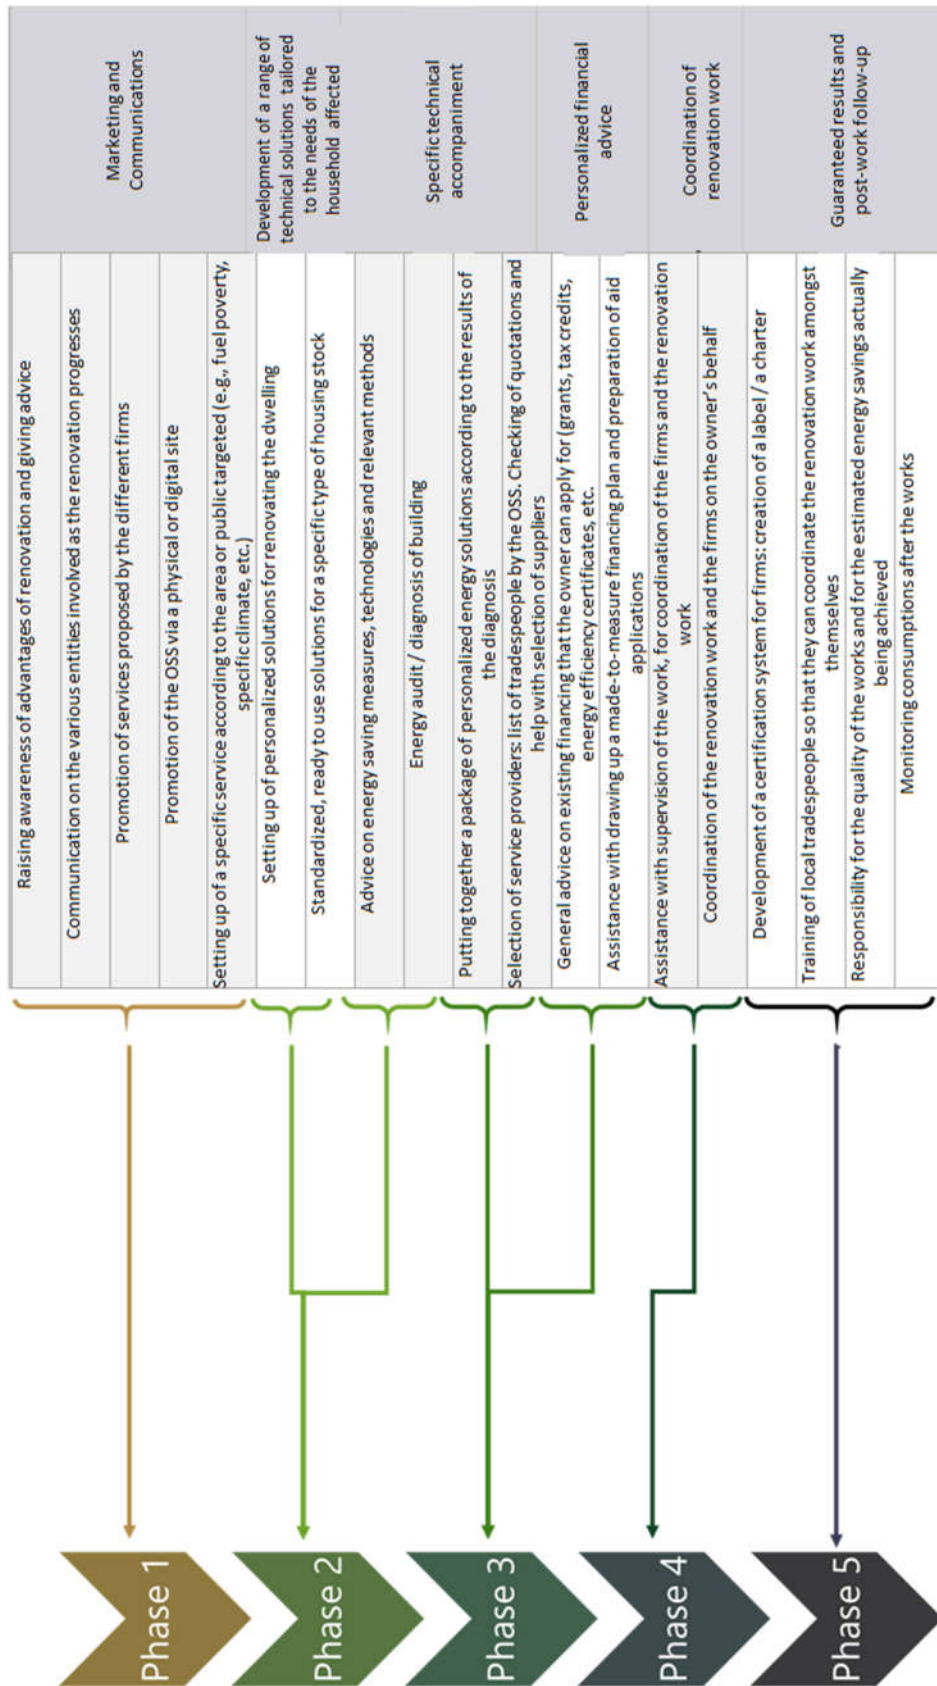 Marketing and
Communications
Raising awareness of advantages of renovation and giving advice
Communication on the various entities involved as the renovation progresses
Promotion of services proposed by the different firms
Promotion of the OSS via a physical or digital site
Setting up of a specific service according to the area or public targeted (e.g., fuel poverty,
specific climate, etc.)
Development of a range of
technical solutions tailored
to the needs of the
household affected
Setting up of personalized solutions for renovating the dwelling
Standardized, ready to use solutions for a specific type of housing stock
Specific technical
accompaniment
Advice on energy saving measures, technologies and relevant methods
Energy audit / diagnosis of building
Putting together a package of personalized energy solutions according to the results of
the diagnosis
Selection of service providers: list of tradespeople by the OSS. Checking of quotations and
help with selection of suppliers
Personalized financial
advice
General advice on existing financing that the owner can apply for (grants, tax credits,
energy efficiency certificates, etc.
Assistance with drawing up a made-to-measure financing plan and preparation of aid
applications
Coordination of
renovation work
Assistance with supervision of the work, for coordination of the firms and the renovation
work
Coordination of the renovation work and the firms on the owner's behalf
Guaranteed results and
post-work follow-up
Development of a certification system for firms: creation of a label / a charter
Training of local tradespeople so that they can coordinate the renovation work amongst
themselves
Responsibility for the quality of the works and for the estimated energy savings actually
being achieved
Monitoring consumptions after the works
Phase 1
Phase 2
Phase 3
Phase 4
Phase 5